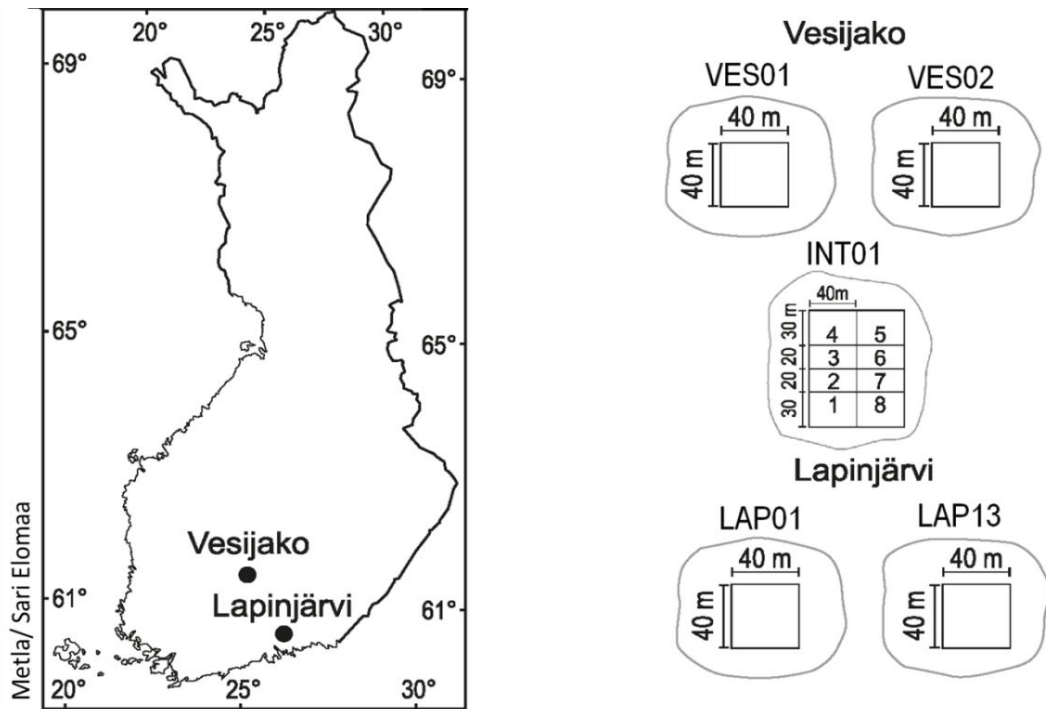 20° 25° 30°
69° 69°
65° 65°
61° 61°
20° 25° 30°
Vesijako
Lapinjärvi
Metla/ Sari Elomaa
Vesijako
VES01 VES02
40 m 40 m
40 m 40 m
INT01
40m
30 m 4 5
20 3 6
20 2 7
30 1 8
Lapinjärvi
LAP01 LAP13
40 m 40 m
40 m 40 m